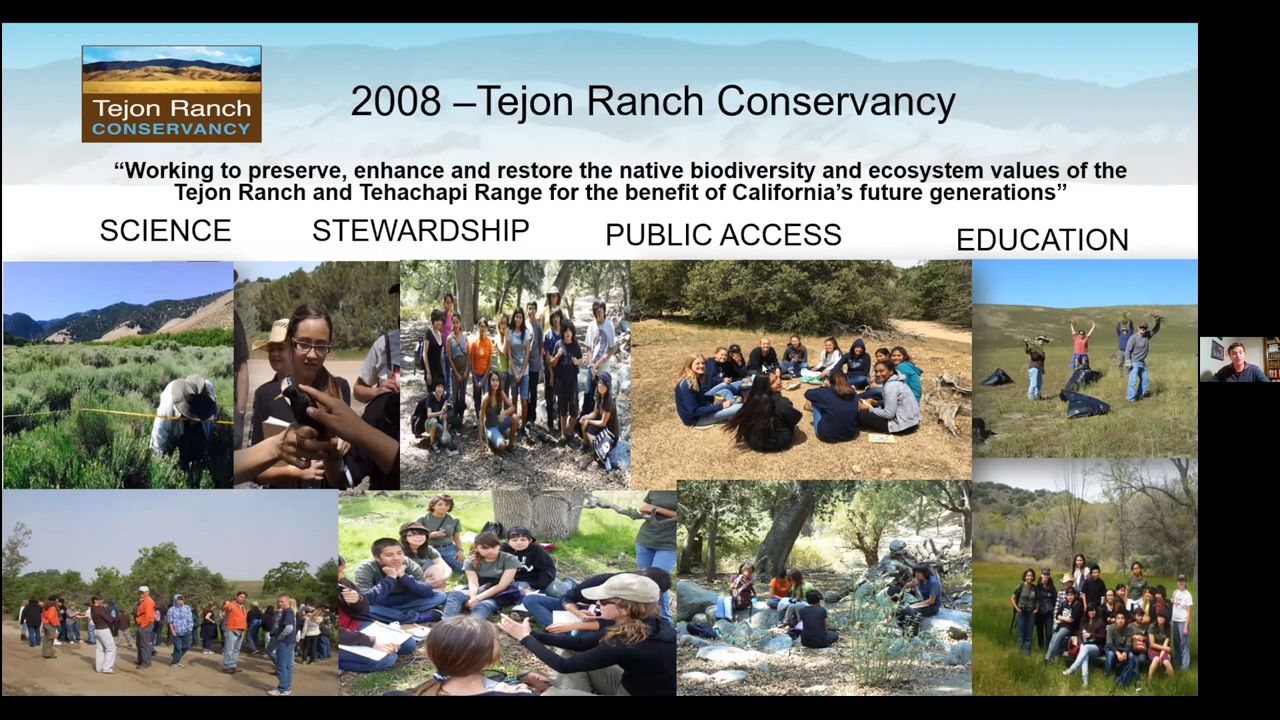 Tejon Ranch
CONSERVANCY
2008 –Tejon Ranch Conservancy
“Working to preserve, enhance and restore the native biodiversity and ecosystem values of the
Tejon Ranch and Tehachapi Range for the benefit of California’s future generations”
SCIENCE STEWARDSHIP PUBLIC ACCESS EDUCATION